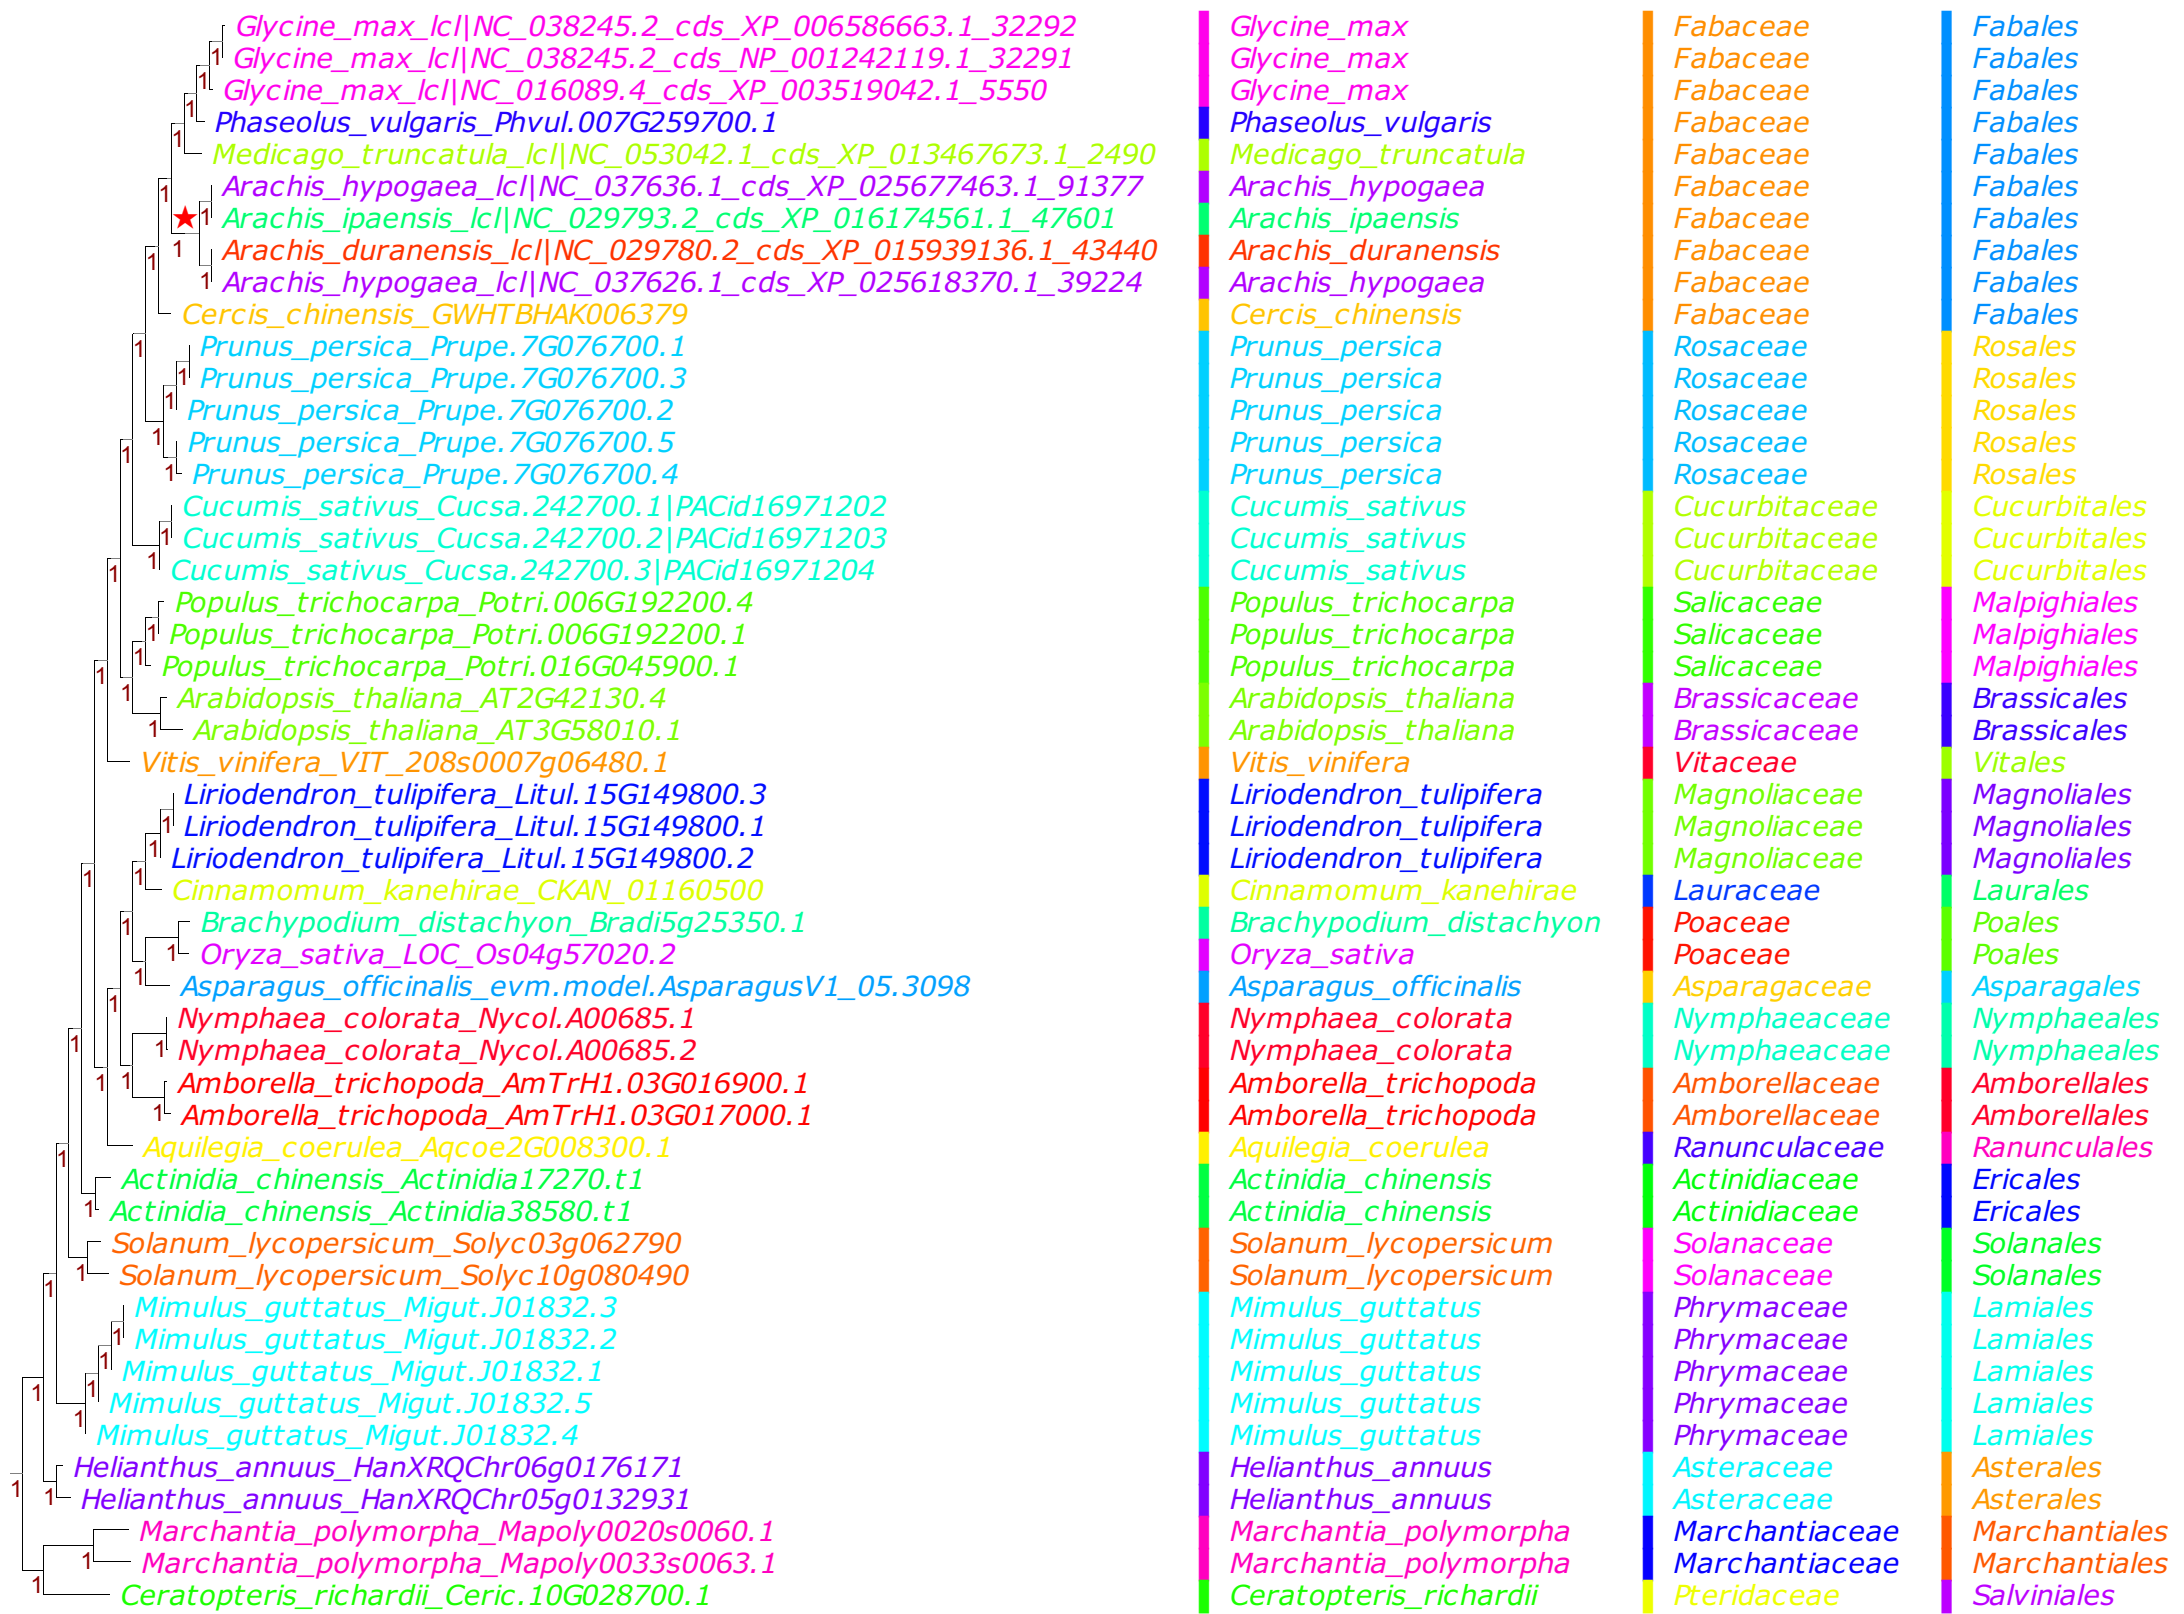 Glycine_max_lcl|NC_038245.2_cds_XP_006586663.1_32292 Glycine_max Fabaceae Fabales
Glycine_max_lcl|NC_038245.2_cds_NP_001242119.1_32291 Glycine_max Fabaceae Fabales
Glycine_max_lcl|NC_016089.4_cds_XP_003519042.1_5550 Glycine_max Fabaceae Fabales
Phaseolus_vulgaris_Phvul.007G259700.1 Phaseolus_vulgaris Fabaceae Fabales
Medicago_truncatula_lcl|NC_053042.1_cds_XP_013467673.1_2490 Medicago_truncatula Fabaceae Fabales
Arachis_hypogaea_lcl|NC_037636.1_cds_XP_025677463.1_91377 Arachis_hypogaea Fabaceae Fabales
Arachis_ipaensis_lcl|NC_029793.2_cds_XP_016174561.1_47601 Arachis_ipaensis Fabaceae Fabales
Arachis_duranensis_lcl|NC_029780.2_cds_XP_015939136.1_43440 Arachis_duranensis Fabaceae Fabales
Arachis_hypogaea_lcl|NC_037626.1_cds_XP_025618370.1_39224 Arachis_hypogaea Fabaceae Fabales
Cercis_chinensis_GWHTBHAK006379 Cercis_chinensis Fabaceae Fabales
Prunus_persica_Prupe.7G076700.1 Prunus_persica Rosaceae Rosales
Prunus_persica_Prupe.7G076700.3 Prunus_persica Rosaceae Rosales
Prunus_persica_Prupe.7G076700.2 Prunus_persica Rosaceae Rosales
Prunus_persica_Prupe.7G076700.5 Prunus_persica Rosaceae Rosales
Prunus_persica_Prupe.7G076700.4 Prunus_persica Rosaceae Rosales
Cucumis_sativus_Cucsa.242700.1|PACid16971202 Cucumis_sativus Cucurbitaceae Cucurbitales
Cucumis_sativus_Cucsa.242700.2|PACid16971203 Cucumis_sativus Cucurbitaceae Cucurbitales
Cucumis_sativus_Cucsa.242700.3|PACid16971204 Cucumis_sativus Cucurbitaceae Cucurbitales
Populus_trichocarpa_Potri.006G192200.4 Populus_trichocarpa Salicaceae Malpighiales
Populus_trichocarpa_Potri.006G192200.1 Populus_trichocarpa Salicaceae Malpighiales
Populus_trichocarpa_Potri.016G045900.1 Populus_trichocarpa Salicaceae Malpighiales
Arabidopsis_thaliana_AT2G42130.4 Arabidopsis_thaliana Brassicaceae Brassicales
Arabidopsis_thaliana_AT3G58010.1 Arabidopsis_thaliana Brassicaceae Brassicales
Vitis_vinifera_VIT_208s0007g06480.1 Vitis_vinifera Vitaceae Vitales
Liriodendron_tulipifera_Litul.15G149800.3 Liriodendron_tulipifera Magnoliaceae Magnoliales
Liriodendron_tulipifera_Litul.15G149800.1 Liriodendron_tulipifera Magnoliaceae Magnoliales
Liriodendron_tulipifera_Litul.15G149800.2 Liriodendron_tulipifera Magnoliaceae Magnoliales
Cinnamomum_kanehirae_CKAN_01160500 Cinnamomum_kanehirae Lauraceae Laurales
Brachypodium_distachyon_Bradi5g25350.1 Brachypodium_distachyon Poaceae Poales
Oryza_sativa_LOC_Os04g57020.2 Oryza_sativa Poaceae Poales
Asparagus_officinalis_evm.model.AsparagusV1_05.3098 Asparagus_officinalis Asparagaceae Asparagales
Nymphaea_colorata_Nycol.A00685.1 Nymphaea_colorata Nymphaeaceae Nymphaeales
Nymphaea_colorata_Nycol.A00685.2 Nymphaea_colorata Nymphaeaceae Nymphaeales
Amborella_trichopoda_AmTrH1.03G016900.1 Amborella_trichopoda Amborellaceae Amborellales
Amborella_trichopoda_AmTrH1.03G017000.1 Amborella_trichopoda Amborellaceae Amborellales
Aquilegia_coerulea_Aqcoe2G008300.1 Aquilegia_coerulea Ranunculaceae Ranunculales
Actinidia_chinensis_Actinidia17270.t1 Actinidia_chinensis Actinidiaceae Ericales
Actinidia_chinensis_Actinidia38580.t1 Actinidia_chinensis Actinidiaceae Ericales
Solanum_lycopersicum_Solyc03g062790 Solanum_lycopersicum Solanaceae Solanales
Solanum_lycopersicum_Solyc10g080490 Solanum_lycopersicum Solanaceae Solanales
Mimulus_guttatus_Migut.J01832.3 Mimulus_guttatus Phrymaceae Lamiales
Mimulus_guttatus_Migut.J01832.2 Mimulus_guttatus Phrymaceae Lamiales
Mimulus_guttatus_Migut.J01832.1 Mimulus_guttatus Phrymaceae Lamiales
Mimulus_guttatus_Migut.J01832.5 Mimulus_guttatus Phrymaceae Lamiales
Mimulus_guttatus_Migut.J01832.4 Mimulus_guttatus Phrymaceae Lamiales
Helianthus_annuus_HanXRQChr06g0176171 Helianthus_annuus Asteraceae Asterales
Helianthus_annuus_HanXRQChr05g0132931 Helianthus_annuus Asteraceae Asterales
Marchantia_polymorpha_Mapoly0020s0060.1 Marchantia_polymorpha Marchantiaceae Marchantiales
Marchantia_polymorpha_Mapoly0033s0063.1 Marchantia_polymorpha Marchantiaceae Marchantiales
Ceratopteris_richardii_Ceric.10G028700.1 Ceratopteris_richardii Pteridaceae Salviniales